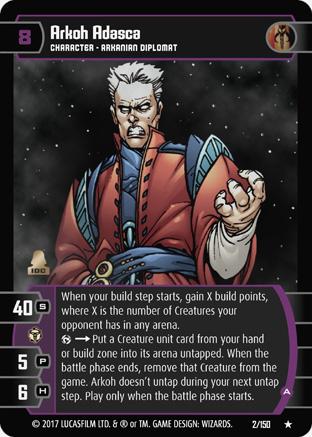 8
Arkoh Adasca
CHARACTER - ARKANIAN DIPLOMAT
IDC
40 S
5 P
6 H
When your build step starts, gain X build points,
where X is the number of Creatures your
opponent has in any arena.
Put a Creature unit card from your hand
or build zone into its arena untapped. When the
battle phase ends, remove that Creature from the
game. Arkoh doesn't untap during your next untap
step. Play only when the battle phase starts.
A
© 2017 LUCASFILM LTD. & ® or TM. GAME DESIGN: WIZARDS.
2/150